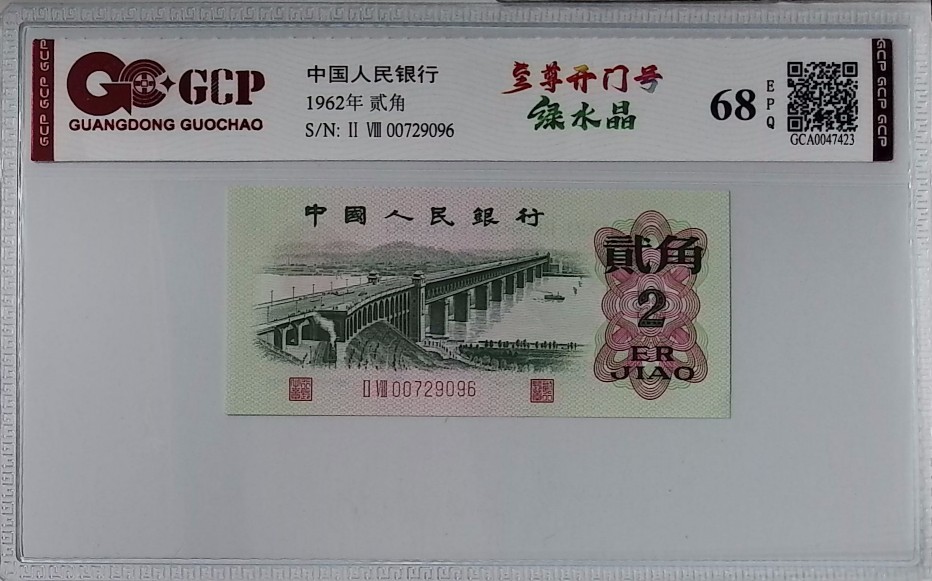 GCP GCP GCP
GCP
GUANGDONG GUOCHAO
中国人民银行
1962年 贰角
S/N: Ⅱ Ⅷ 00729096
至尊开门号
绿水晶
68
EPQ
GCA0047423
GCP GCP GCP
中國人民銀行
貳角
2
ER
JIAO
Ⅱ Ⅷ 00729096